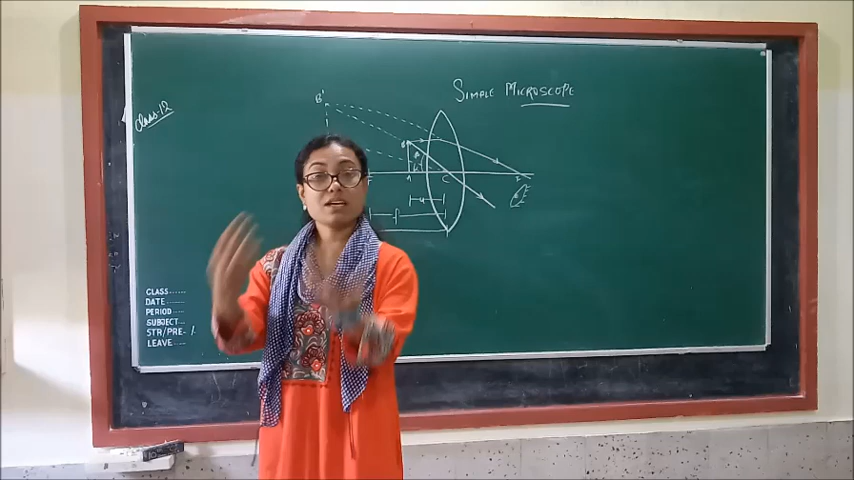 Class-12
SIMPLE MICROSCOPE
B'
B
A
C
F
u
f
E
CLASS......
DATE ......
PERIOD......
SUBJECT......
STR/PRE- /.
LEAVE......